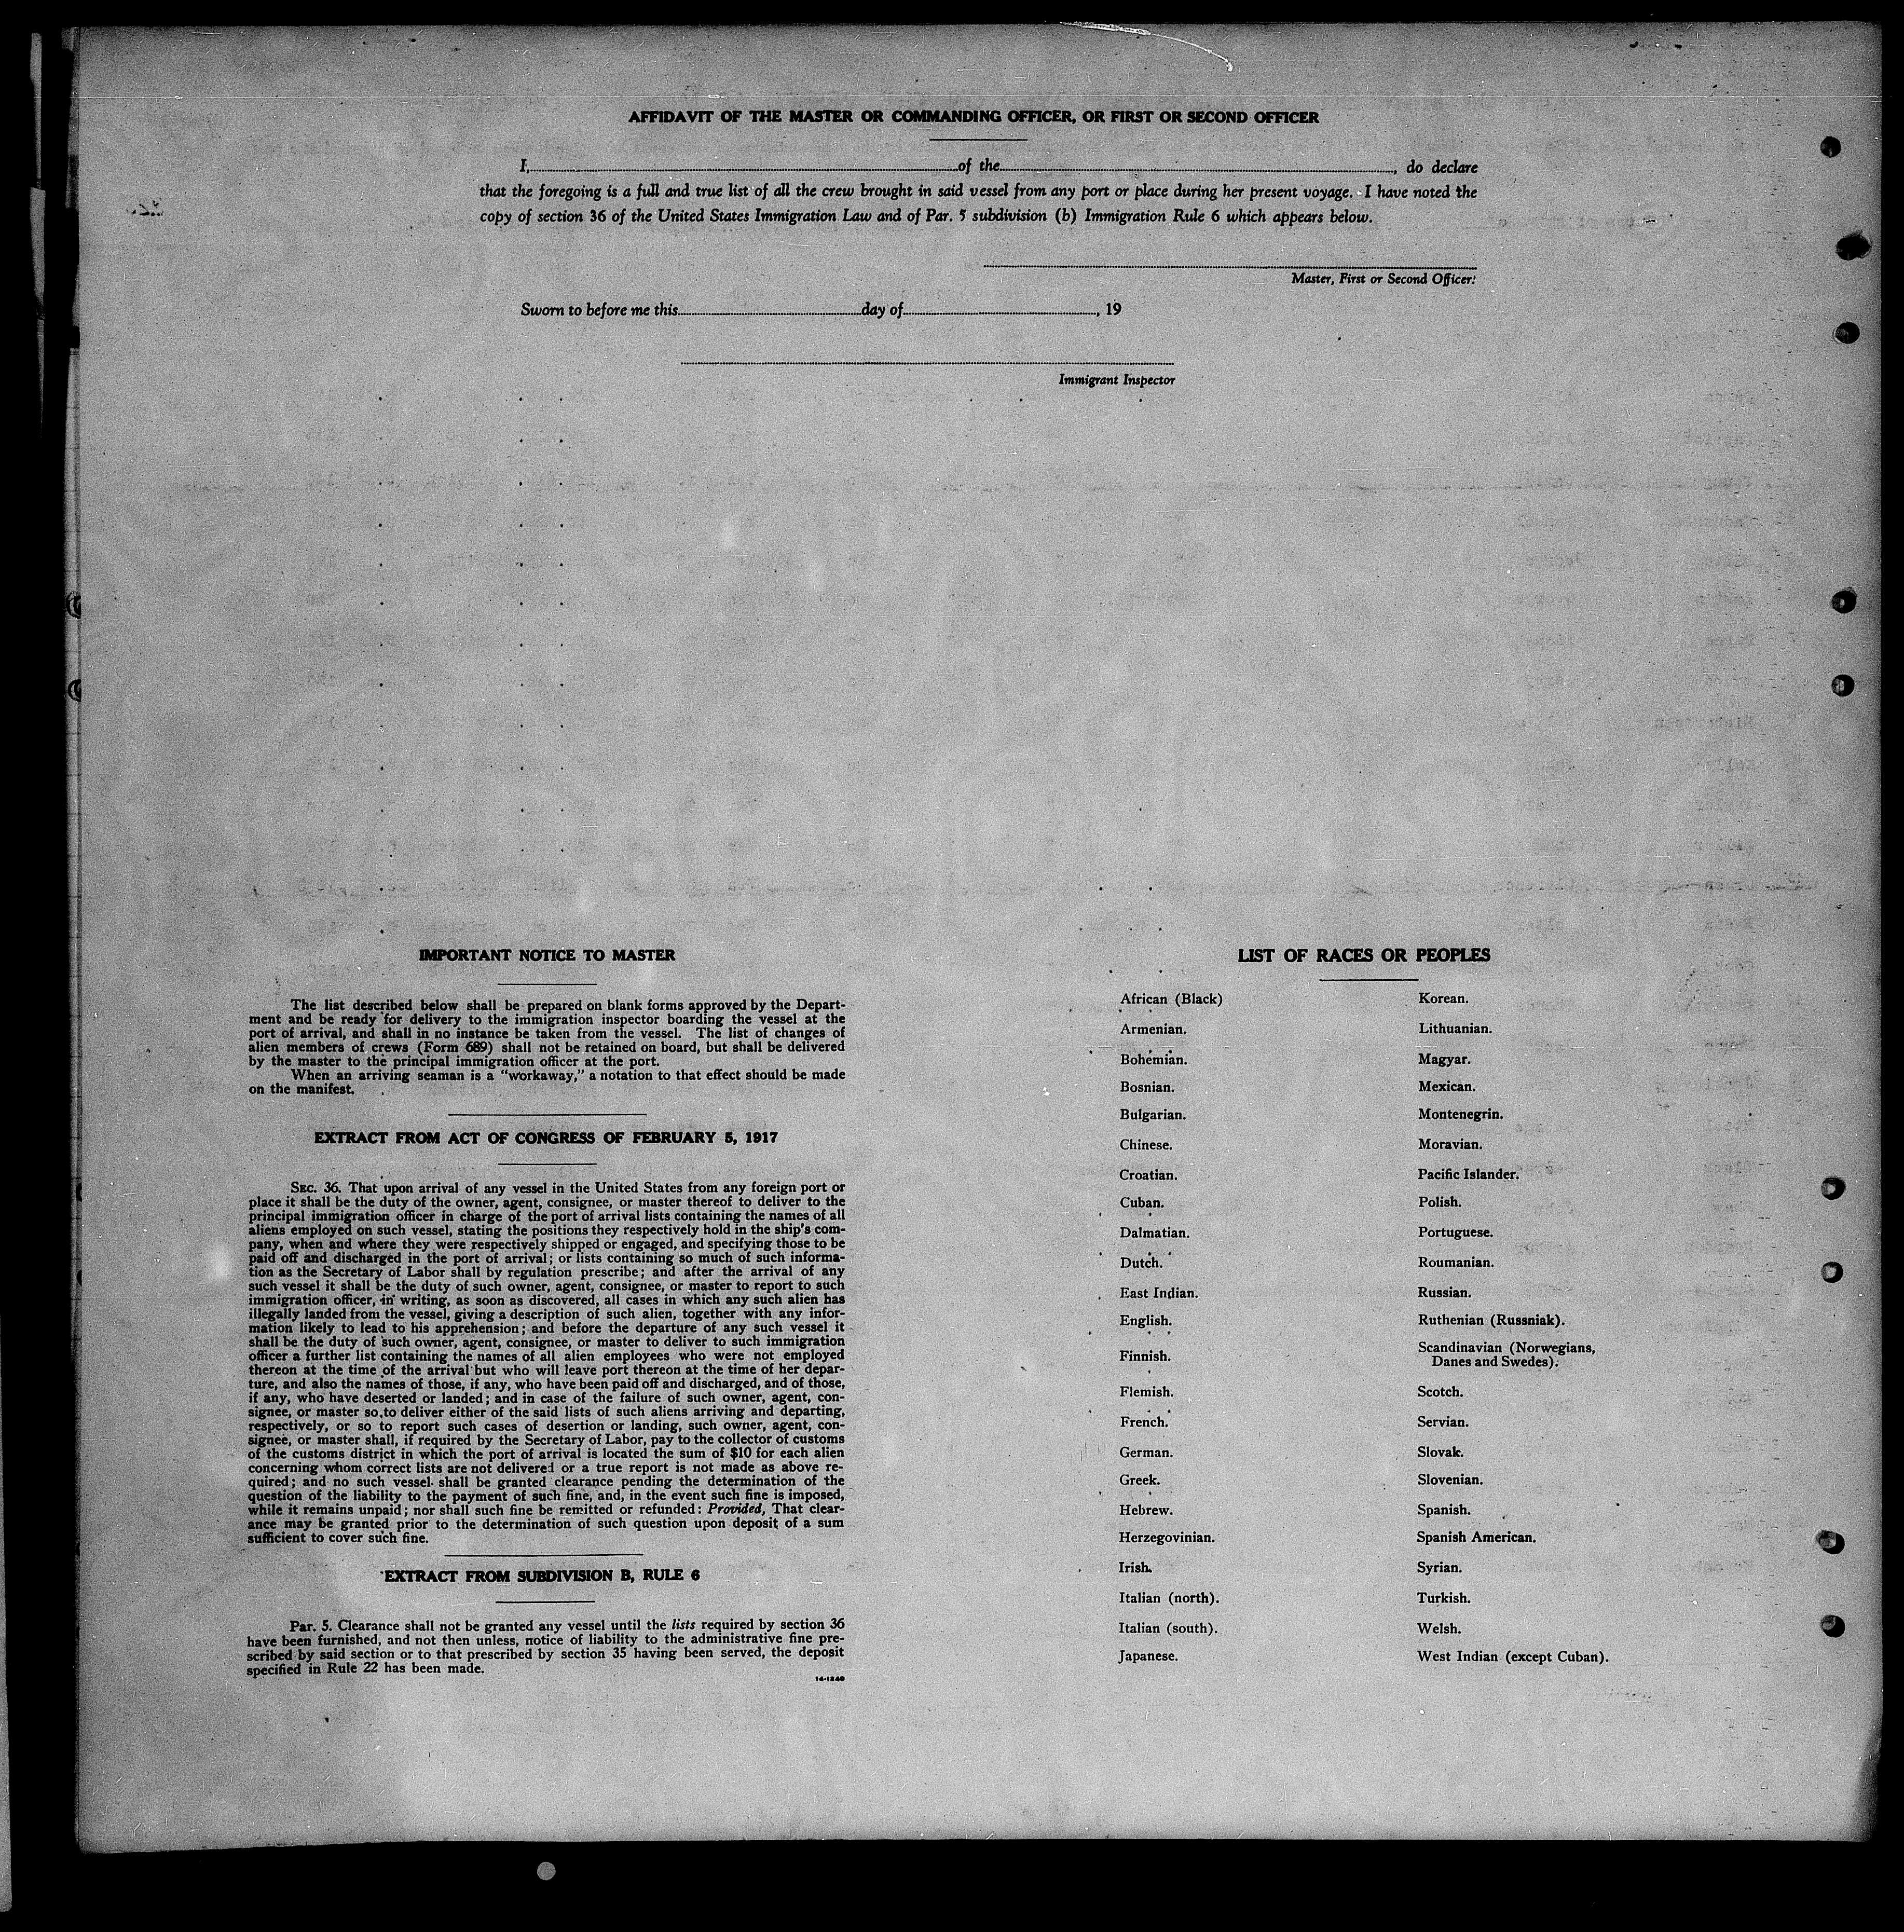 AFFIDAVIT OF THE MASTER OR COMMANDING OFFICER, OR FIRST OR SECOND OFFICER
I, of the , do declare
that the foregoing is a full and true list of all the crew brought in said vessel from any port or place during her present voyage. I have noted the
copy of section 36 of the United States Immigration Law and of Par. 5 subdivision (b) Immigration Rule 6 which appears below.
Master, First or Second Officer.
Sworn to before me this day of , 19
Immigrant Inspector
IMPORTANT NOTICE TO MASTER
The list described below shall be prepared on blank forms approved by the Depart-
ment and be ready for delivery to the immigration inspector boarding the vessel at the
port of arrival, and shall in no instance be taken from the vessel. The list of changes of
alien members of crews (Form 689) shall not be retained on board, but shall be delivered
by the master to the principal immigration officer at the port.
When an arriving seaman is a "workaway," a notation to that effect should be made
on the manifest.
EXTRACT FROM ACT OF CONGRESS OF FEBRUARY 5, 1917
SEC. 36. That upon arrival of any vessel in the United States from any foreign port or
place it shall be the duty of the owner, agent, consignee, or master thereof to deliver to the
principal immigration officer in charge of the port of arrival lists containing the names of all
aliens employed on such vessel, stating the positions they respectively hold in the ship's com-
pany, when and where they were respectively shipped or engaged, and specifying those to be
paid off and discharged in the port of arrival; or lists containing so much of such informa-
tion as the Secretary of Labor shall by regulation prescribe; and after the arrival of any
such vessel it shall be the duty of such owner, agent, consignee, or master to report to such
immigration officer, in writing, as soon as discovered, all cases in which any such alien has
illegally landed from the vessel, giving a description of such alien, together with any infor-
mation likely to lead to his apprehension; and before the departure of any such vessel it
shall be the duty of such owner, agent, consignee, or master to deliver to such immigration
officer a further list containing the names of all alien employees who were not employed
thereon at the time of the arrival but who will leave port thereon at the time of her depar-
ture, and also the names of those, if any, who have been paid off and discharged, and of those,
if any, who have deserted or landed; and in case of the failure of such owner, agent, con-
signee, or master so to deliver either of the said lists of such aliens arriving and departing,
respectively, or so to report such cases of desertion or landing, such owner, agent, con-
signee, or master shall, if required by the Secretary of Labor, pay to the collector of customs
of the customs district in which the port of arrival is located the sum of $10 for each alien
concerning whom correct lists are not delivered or a true report is not made as above re-
quired; and no such vessel shall be granted clearance pending the determination of the
question of the liability to the payment of such fine, and, in the event such fine is imposed,
while it remains unpaid; nor shall such fine be remitted or refunded: Provided, That clear-
ance may be granted prior to the determination of such question upon deposit of a sum
sufficient to cover such fine.
EXTRACT FROM SUBDIVISION B, RULE 6
Par. 5. Clearance shall not be granted any vessel until the lists required by section 36
have been furnished, and not then unless, notice of liability to the administrative fine pre-
scribed by said section or to that prescribed by section 35 having been served, the deposit
specified in Rule 22 has been made.
14-1240
LIST OF RACES OR PEOPLES
African (Black)
Armenian.
Bohemian.
Bosnian.
Bulgarian.
Chinese.
Croatian.
Cuban.
Dalmatian.
Dutch.
East Indian.
English.
Finnish.
Flemish.
French.
German.
Greek.
Hebrew.
Herzegovinian.
Irish.
Italian (north).
Italian (south).
Japanese.
Korean.
Lithuanian.
Magyar.
Mexican.
Montenegrin.
Moravian.
Pacific Islander.
Polish.
Portuguese.
Roumanian.
Russian.
Ruthenian (Russniak).
Scandinavian (Norwegians,
Danes and Swedes).
Scotch.
Servian.
Slovak.
Slovenian.
Spanish.
Spanish American.
Syrian.
Turkish.
Welsh.
West Indian (except Cuban).